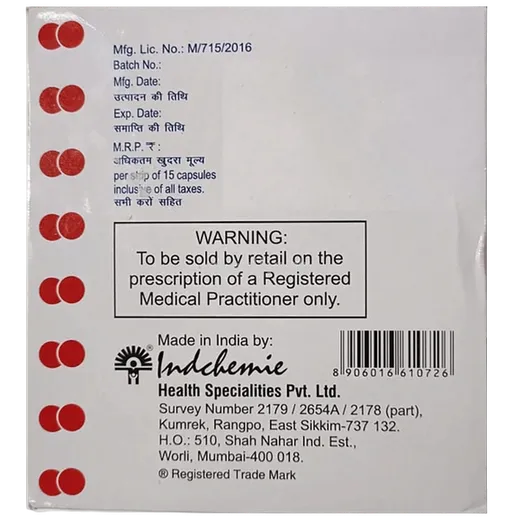 Mfg. Lic. No.: M/715/2016
Batch No.:
Mfg. Date:
उत्पादन की तिथि
Exp. Date:
समाप्ति की तिथि
M.R.P. ₹ :
अधिकतम खुदरा मूल्य
per strip of 15 capsules
inclusive of all taxes.
सभी करों सहित
WARNING:
To be sold by retail on the
prescription of a Registered
Medical Practitioner only.
Made in India by:
Indchemie
Health Specialities Pvt. Ltd.
Survey Number 2179 / 2654A / 2178 (part),
Kumrek, Rangpo, East Sikkim-737 132.
H.O.: 510, Shah Nahar Ind. Est.,
Worli, Mumbai-400 018.
® Registered Trade Mark
8 906016 610726